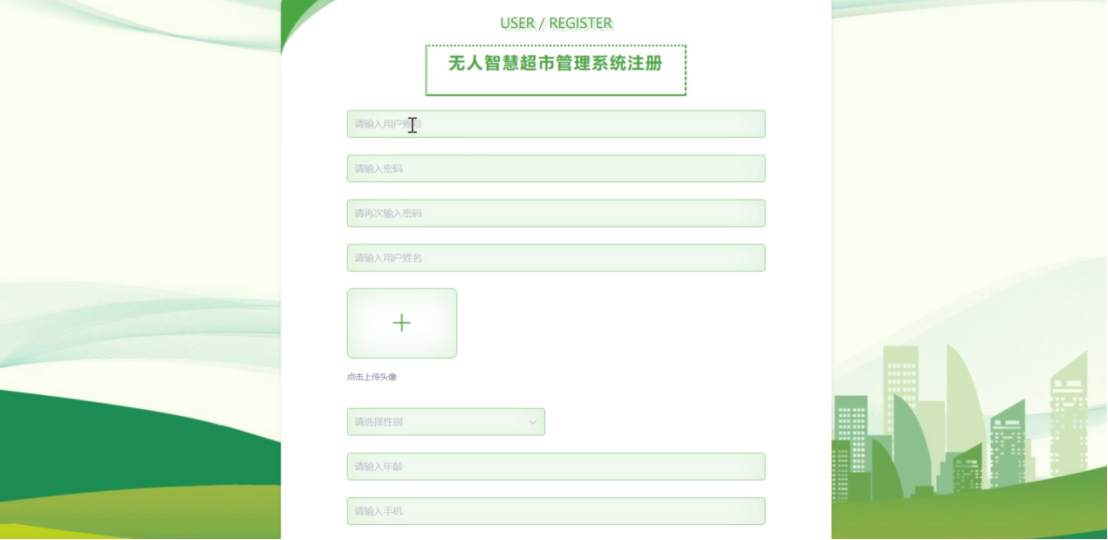 USER / REGISTER
无人智慧超市管理系统注册
请输入用户账号
请输入密码
请再次输入密码
请输入用户姓名
点击上传头像
请选择性别
请输入年龄
请输入手机